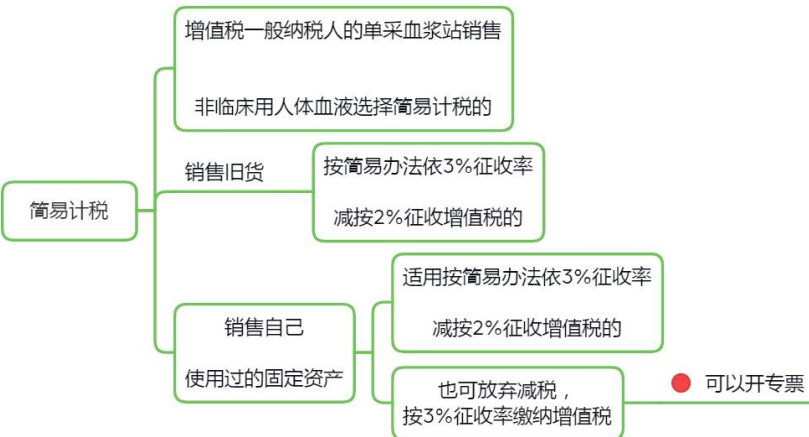 简易计税
增值税一般纳税人的单采血浆站销售
非临床用人体血液选择简易计税的
销售旧货
按简易办法依3%征收率
减按2%征收增值税的
销售自己
使用过的固定资产
适用按简易办法依3%征收率
减按2%征收增值税的
也可放弃减税，
按3%征收率缴纳增值税
可以开专票